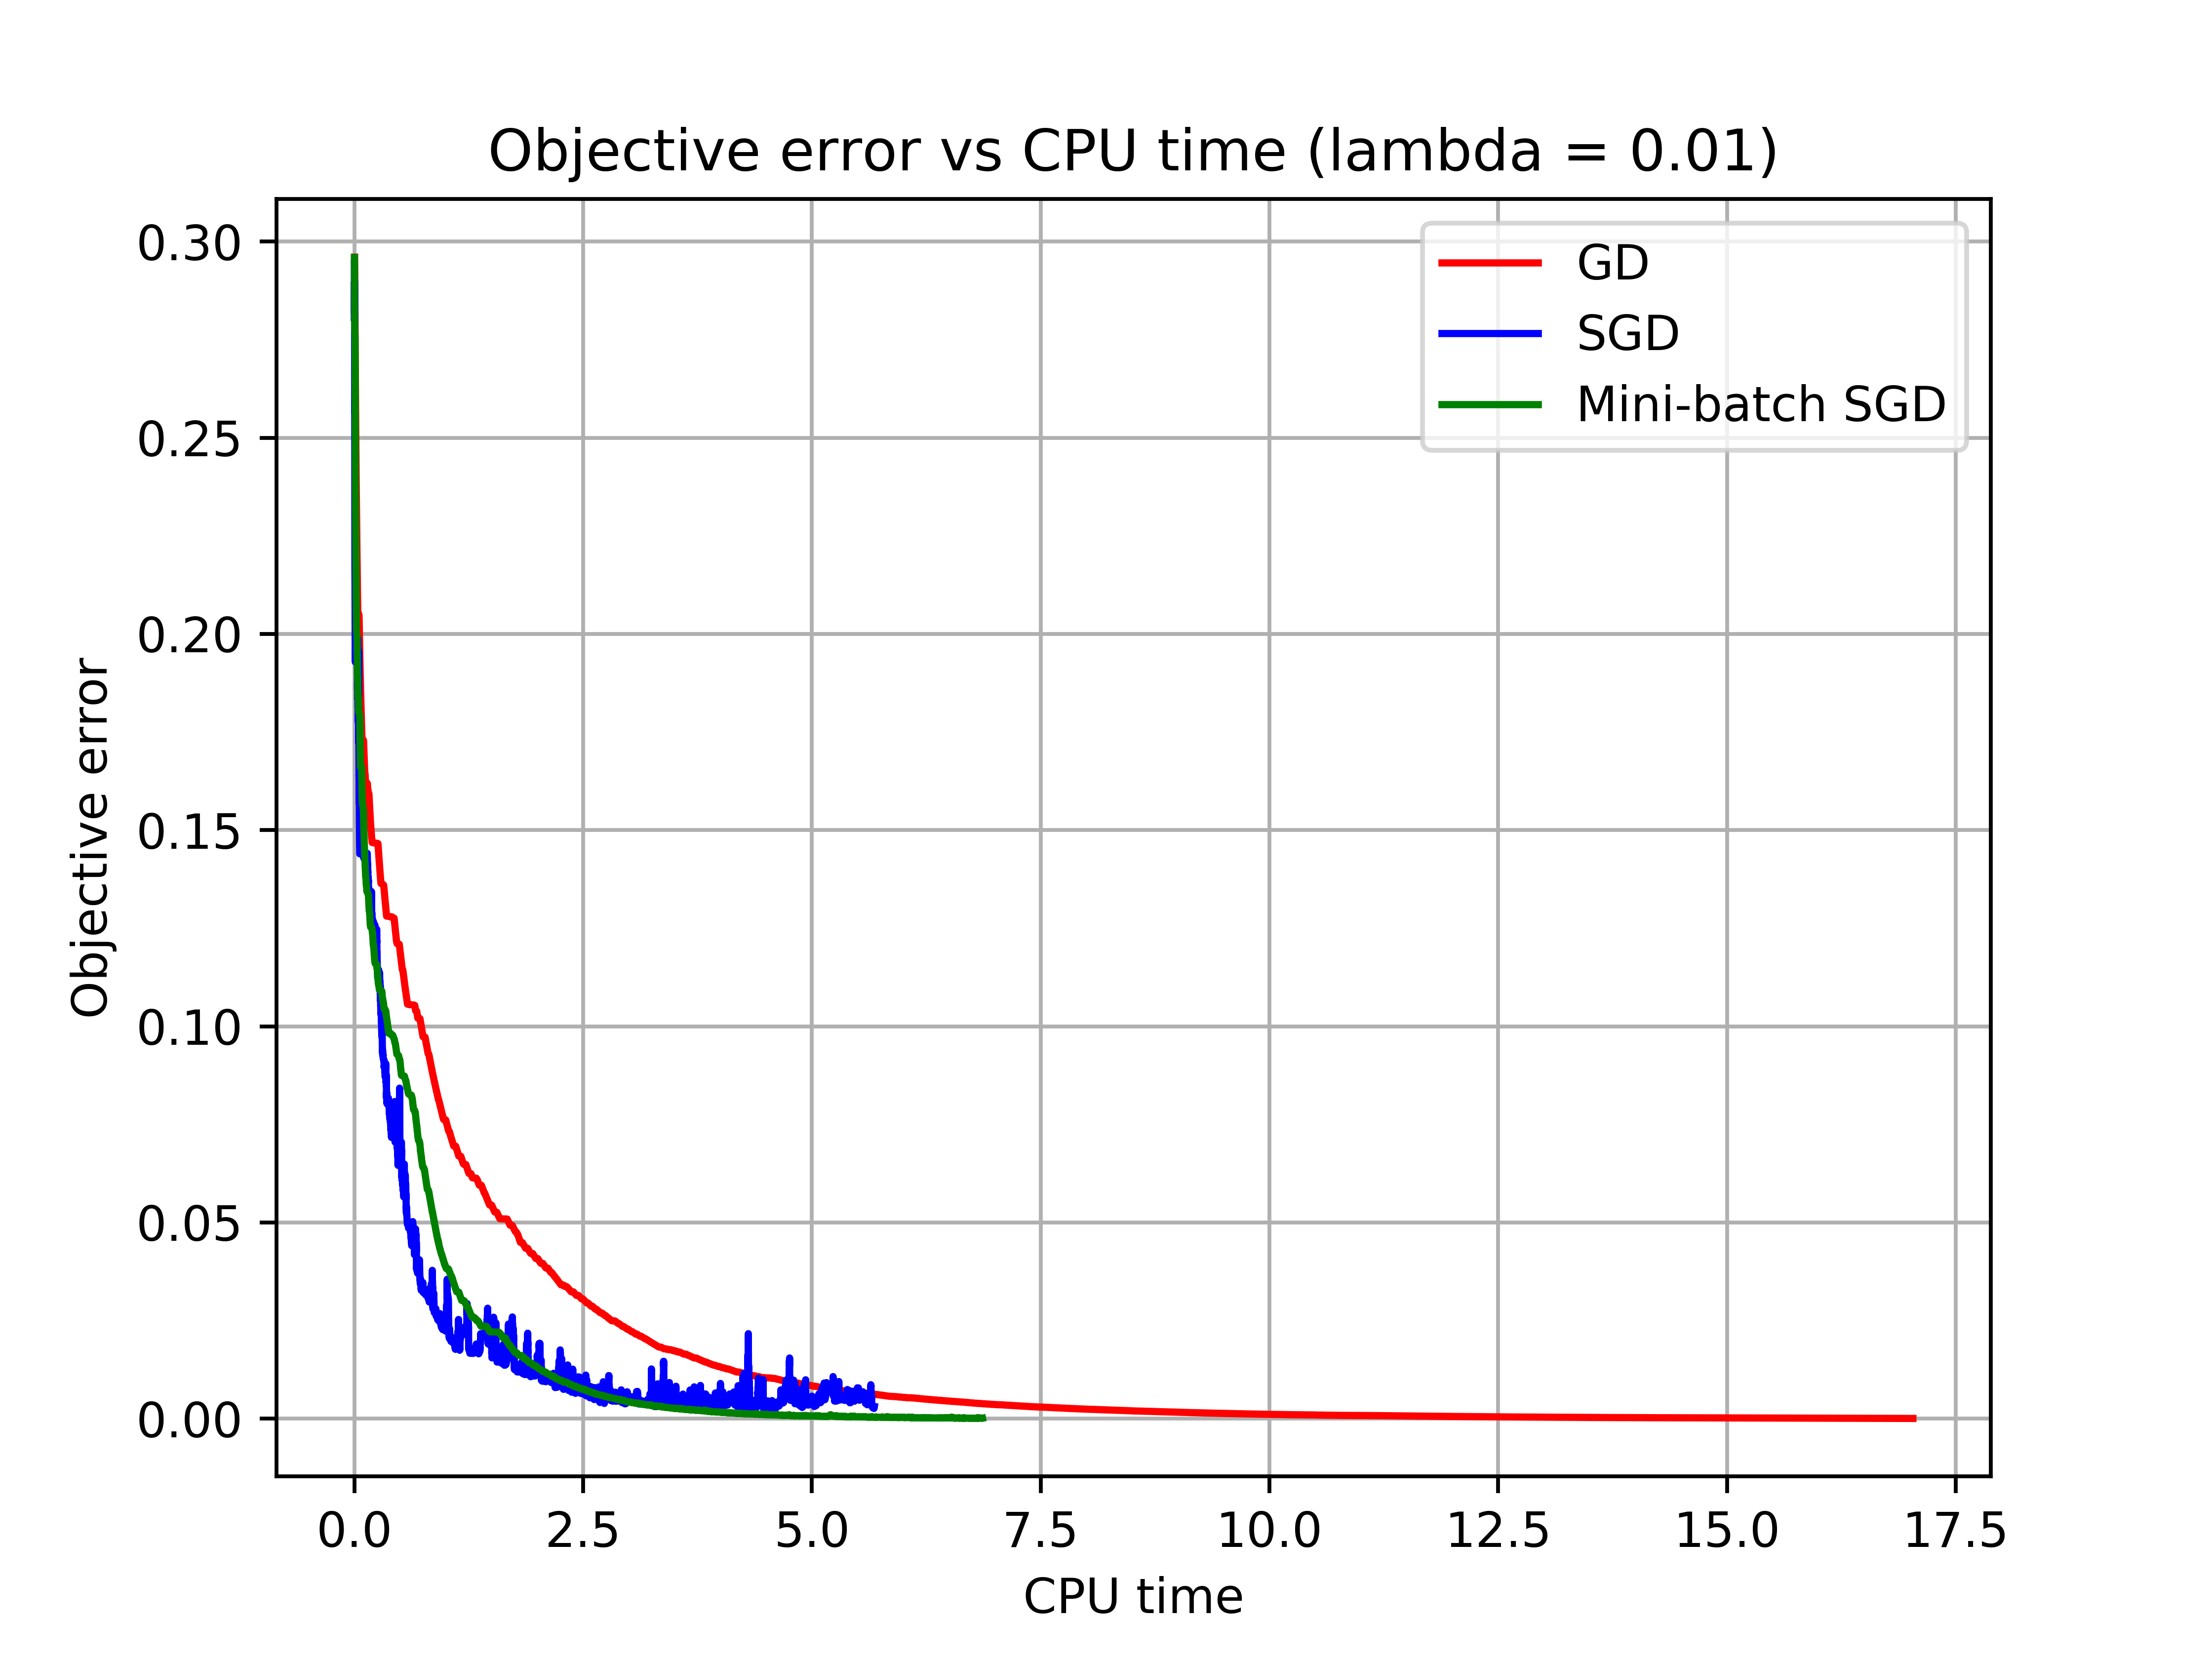 Objective error vs CPU time (lambda = 0.01)
0.30
0.25
0.20
0.15
0.10
0.05
0.00
Objective error
GD
SGD
Mini-batch SGD
0.0 2.5 5.0 7.5 10.0 12.5 15.0 17.5
CPU time